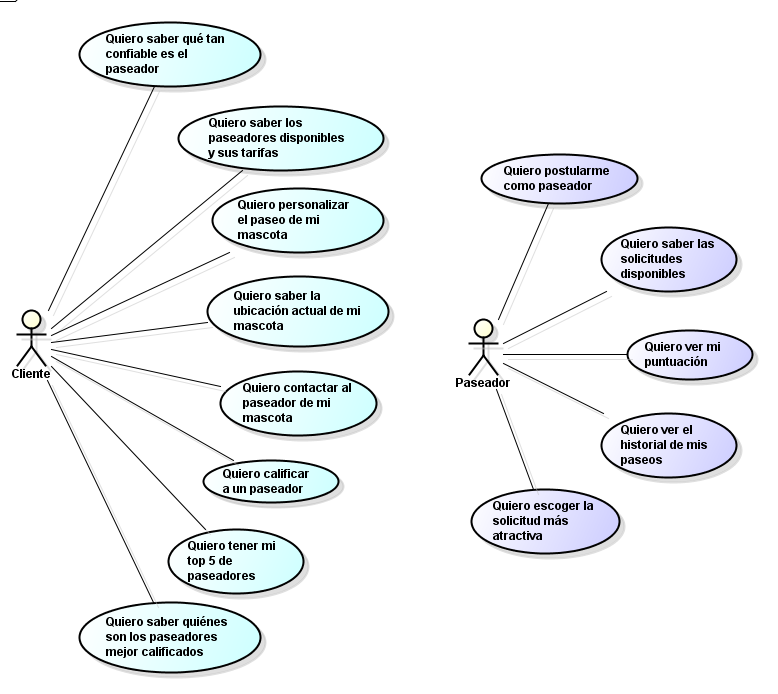 Quiero saber qué tan
confiable es el
paseador
Quiero saber los
paseadores disponibles
y sus tarifas
Quiero personalizar
el paseo de mi
mascota
Quiero saber la
ubicación actual de mi
mascota
Cliente
Quiero contactar al
paseador de mi
mascota
Quiero calificar
a un paseador
Quiero tener mi
top 5 de
paseadores
Quiero saber quiénes
son los paseadores
mejor calificados
Quiero postularme
como paseador
Quiero saber las
solicitudes
disponibles
Quiero ver mi
puntuación
Paseador
Quiero ver el
historial de mis
paseos
Quiero escoger la
solicitud más
atractiva